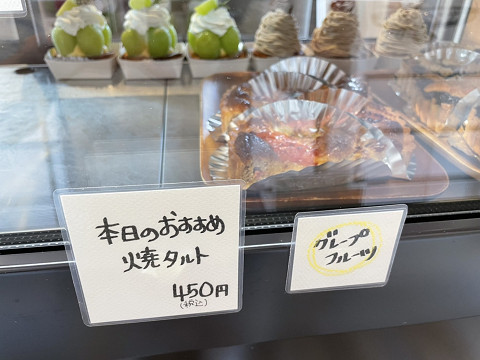 本日のおすすめ
焼タルト
450円
(税込)
グレープ
フルーツ